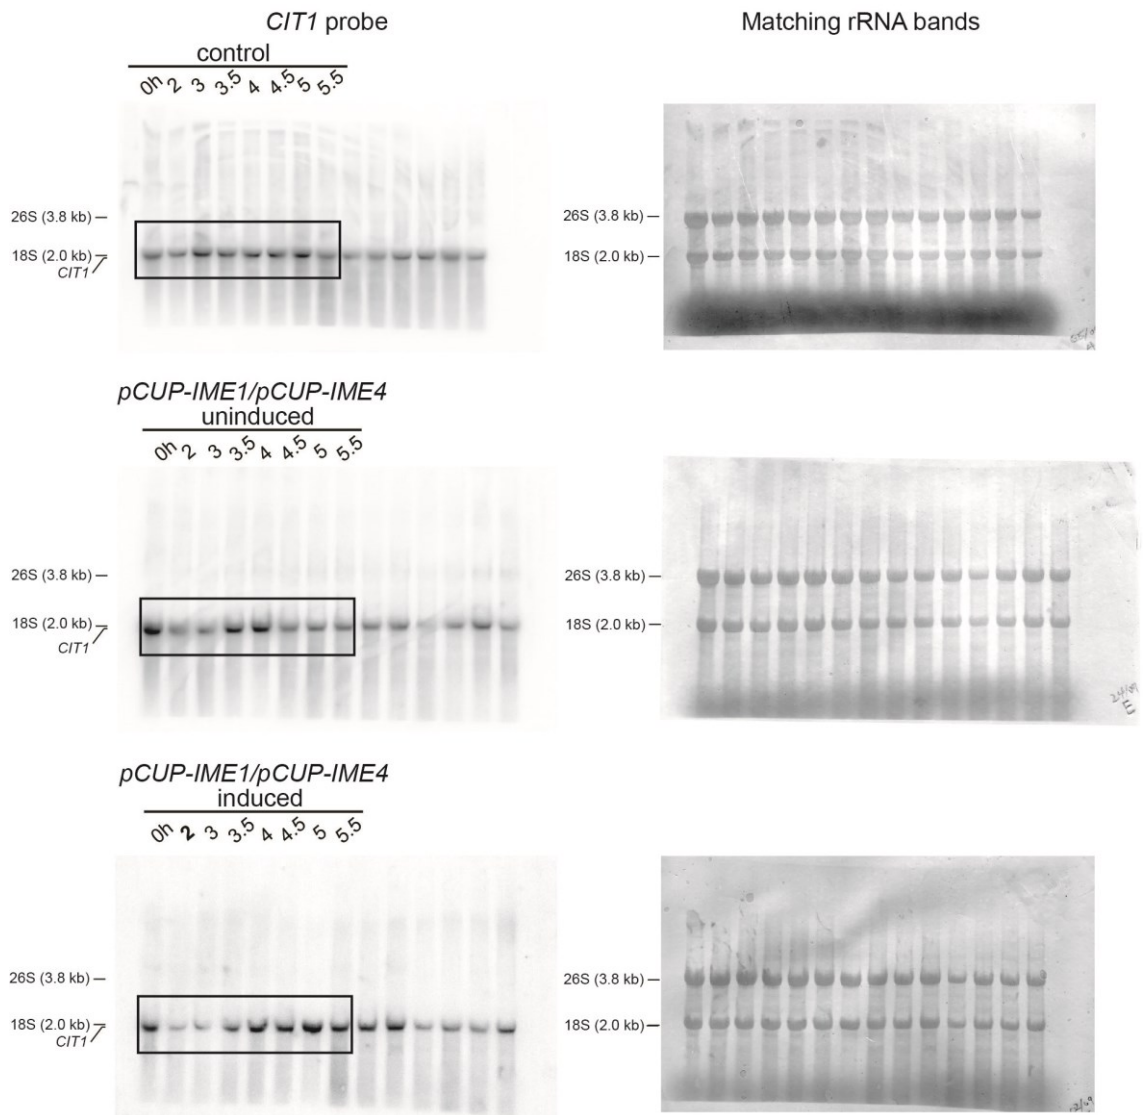 CIT1 probe
Matching rRNA bands
control
0h 2 3 3.5 4 4.5 5 5.5
26S (3.8 kb)
18S (2.0 kb)
CIT1
26S (3.8 kb)
18S (2.0 kb)
pCUP-IME1/pCUP-IME4
uninduced
0h 2 3 3.5 4 4.5 5 5.5
26S (3.8 kb)
18S (2.0 kb)
CIT1
26S (3.8 kb)
18S (2.0 kb)
pCUP-IME1/pCUP-IME4
induced
0h 2 3 3.5 4 4.5 5 5.5
26S (3.8 kb)
18S (2.0 kb)
CIT1
26S (3.8 kb)
18S (2.0 kb)